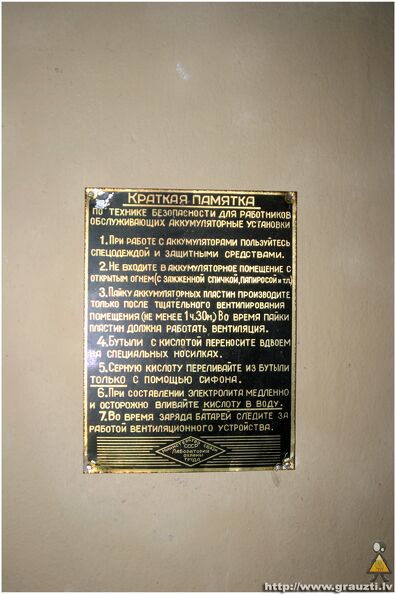 КРАТКАЯ ПАМЯТКА
ПО ТЕХНИКЕ БЕЗОПАСНОСТИ ДЛЯ РАБОТНИКОВ
ОБСЛУЖИВАЮЩИХ АККУМУЛЯТОРНЫЕ УСТАНОВКИ
1. ПРИ РАБОТЕ С АККУМУЛЯТОРАМИ ПОЛЬЗУЙТЕСЬ
СПЕЦОДЕЖДОЙ И ЗАЩИТНЫМИ СРЕДСТВАМИ.
2. НЕ ВХОДИТЕ В АККУМУЛЯТОРНОЕ ПОМЕЩЕНИЕ С
ОТКРЫТЫМ ОГНЕМ (С ЗАЖЖЕННОЙ СПИЧКОЙ, ПАПИРОСОЙ И Т.П.)
3. ПАЙКУ АККУМУЛЯТОРНЫХ ПЛАСТИН ПРОИЗВОДИТЕ
ТОЛЬКО ПОСЛЕ ТЩАТЕЛЬНОГО ВЕНТИЛИРОВАНИЯ
ПОМЕЩЕНИЯ (НЕ МЕНЕЕ 1 Ч. 30 М.) ВО ВРЕМЯ ПАЙКИ
ПЛАСТИН ДОЛЖНА РАБОТАТЬ ВЕНТИЛЯЦИЯ.
4. БУТЫЛИ С КИСЛОТОЙ ПЕРЕНОСИТЕ ВДВОЕМ
НА СПЕЦИАЛЬНЫХ НОСИЛКАХ.
5. СЕРНУЮ КИСЛОТУ ПЕРЕЛИВАЙТЕ ИЗ БУТЫЛИ
ТОЛЬКО С ПОМОЩЬЮ СИФОНА.
6. ПРИ СОСТАВЛЕНИИ ЭЛЕКТРОЛИТА МЕДЛЕННО
И ОСТОРОЖНО ВЛИВАЙТЕ КИСЛОТУ В ВОДУ.
7. ВО ВРЕМЯ ЗАРЯДА БАТАРЕЙ СЛЕДИТЕ ЗА
РАБОТОЙ ВЕНТИЛЯЦИОННОГО УСТРОЙСТВА.
СССР
ЛАБОРАТОРИЯ
ОХРАНЫ
ТРУДА
http://www.grauzti.lv